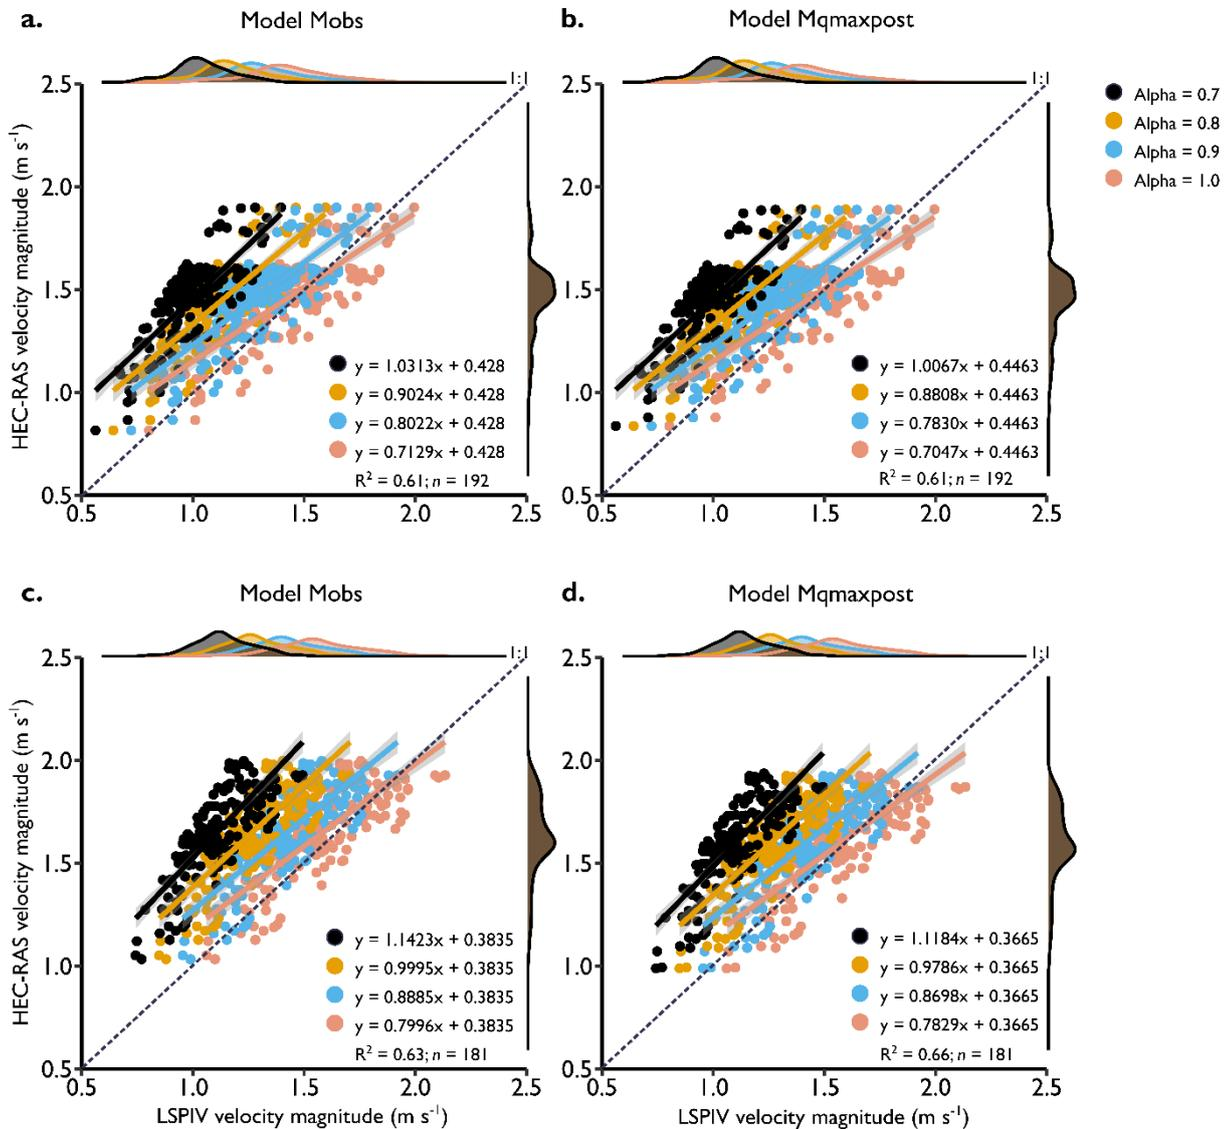 a. Model Mobs
b. Model Mqmaxpost
1:1
1:1
Alpha = 0.7
Alpha = 0.8
Alpha = 0.9
Alpha = 1.0
HEC-RAS velocity magnitude (m s⁻¹)
2.5
2.0
1.5
1.0
0.5
y = 1.0313x + 0.428
y = 0.9024x + 0.428
y = 0.8022x + 0.428
y = 0.7129x + 0.428
R² = 0.61; n = 192
0.5 1.0 1.5 2.0 2.5
2.5
2.0
1.5
1.0
0.5
y = 1.0067x + 0.4463
y = 0.8808x + 0.4463
y = 0.7830x + 0.4463
y = 0.7047x + 0.4463
R² = 0.61; n = 192
0.5 1.0 1.5 2.0 2.5
c. Model Mobs
d. Model Mqmaxpost
1:1
1:1
HEC-RAS velocity magnitude (m s⁻¹)
2.5
2.0
1.5
1.0
0.5
y = 1.1423x + 0.3835
y = 0.9995x + 0.3835
y = 0.8885x + 0.3835
y = 0.7996x + 0.3835
R² = 0.63; n = 181
0.5 1.0 1.5 2.0 2.5
LSPIV velocity magnitude (m s⁻¹)
2.5
2.0
1.5
1.0
0.5
y = 1.1184x + 0.3665
y = 0.9786x + 0.3665
y = 0.8698x + 0.3665
y = 0.7829x + 0.3665
R² = 0.66; n = 181
0.5 1.0 1.5 2.0 2.5
LSPIV velocity magnitude (m s⁻¹)